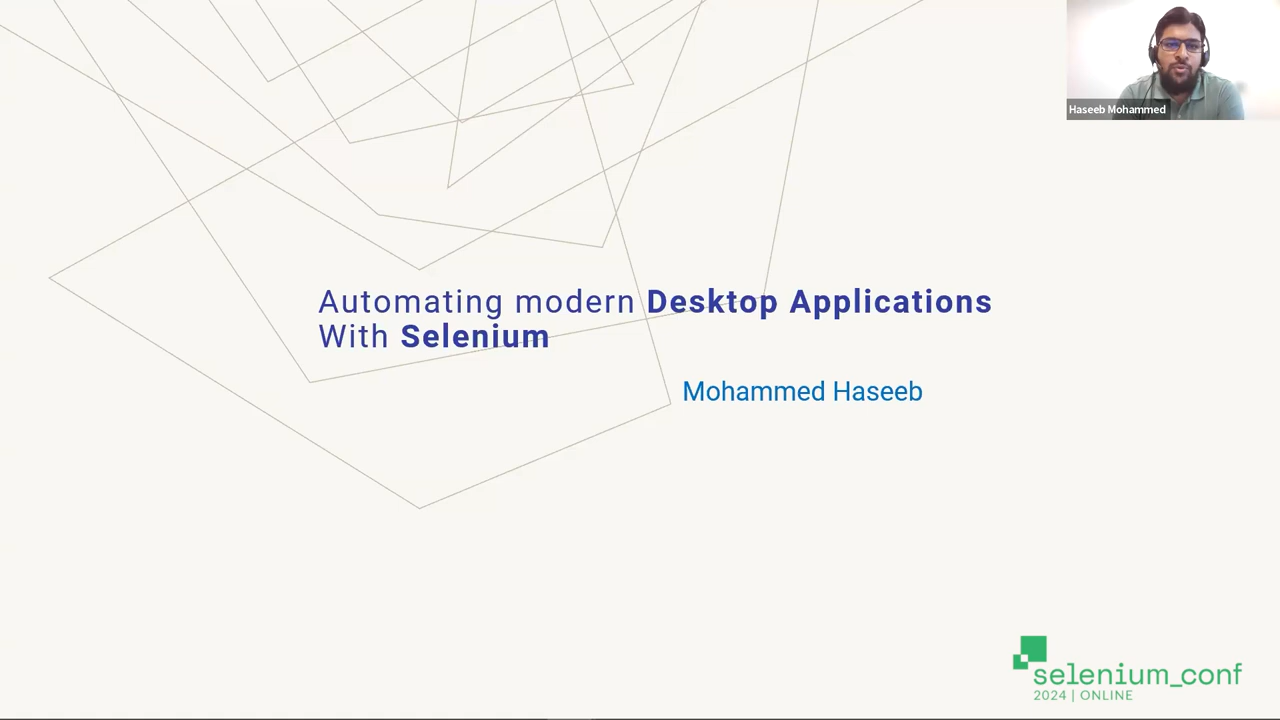 Haseeb Mohammed
Automating modern Desktop Applications
With Selenium
Mohammed Haseeb
selenium_conf
2024 | ONLINE